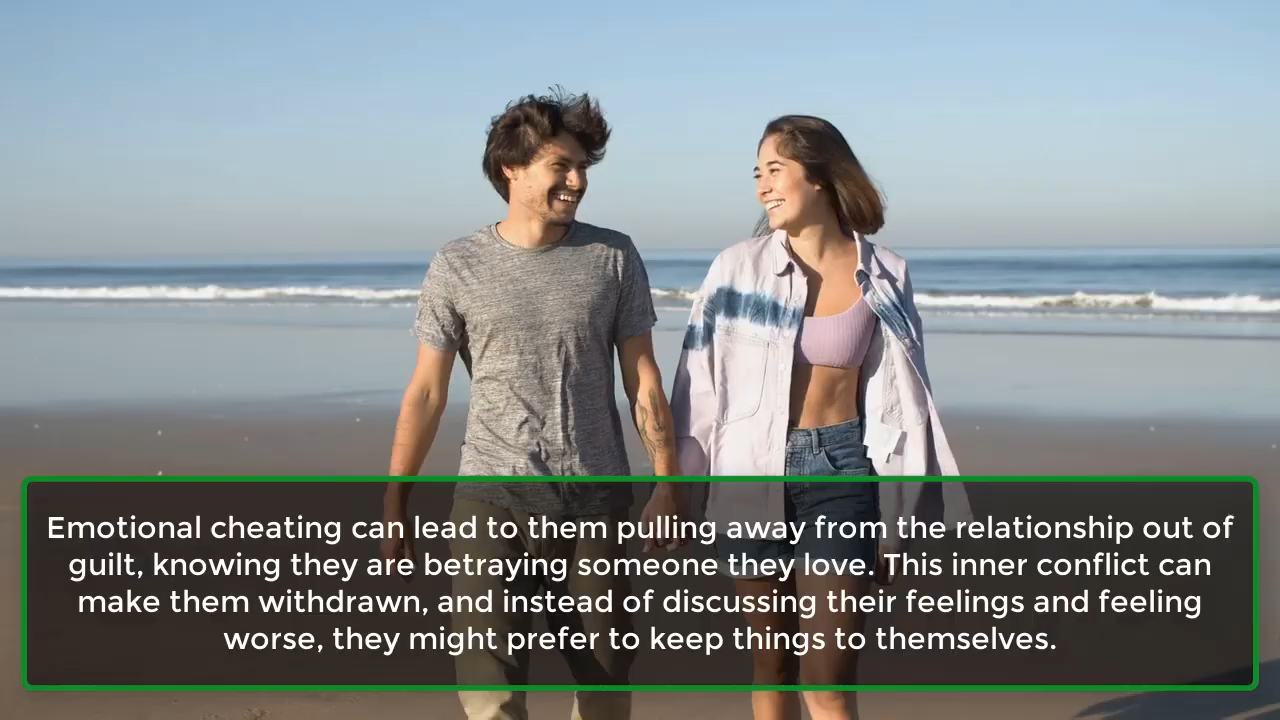 Emotional cheating can lead to them pulling away from the relationship out of
guilt, knowing they are betraying someone they love. This inner conflict can
make them withdrawn, and instead of discussing their feelings and feeling
worse, they might prefer to keep things to themselves.